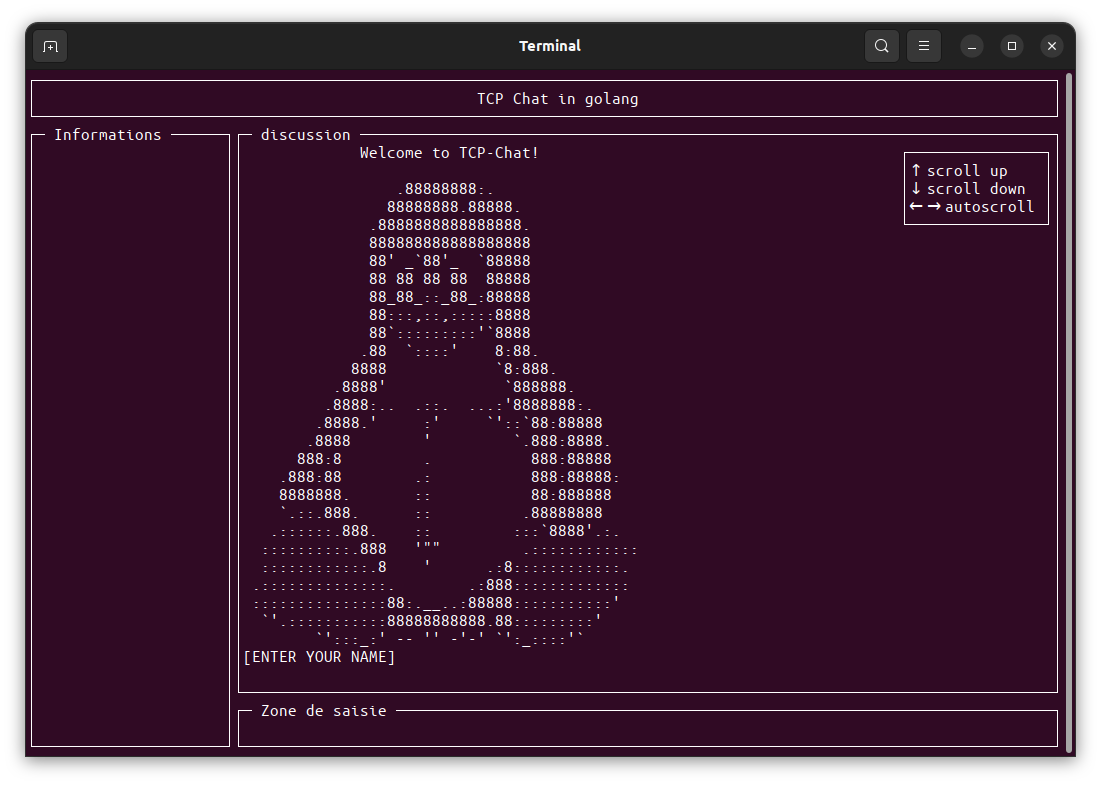 Terminal
TCP Chat in golang
Informations
discussion
Welcome to TCP-Chat!
↑ scroll up
↓ scroll down
← → autoscroll
          .88888888:.
         88888888.88888.
       .8888888888888888.
       888888888888888888
       88' _`88'_  `88888
       88 88 88 88  88888
       88_88_::_88_:88888
       88:::,::,:::::8888
       88`:::::::::'`8888
      .88  `::::'    8:88.
     8888            `8:888.
   .8888'             `888888.
  .8888:..  .::.  ...:'8888888:.
 .8888.'     :'     `'::`88:88888
.8888        '         `.888:8888.
888:8         .           888:88888
.888:88        .:           888:88888:
8888888.       ::           88:888888
`.::.888.      ::          .88888888
.::::::.888.    ::         :::`8888'.:.
::::::::::.888   '""         .::::::::::::
::::::::::::.8    '      .:8::::::::::::.
.::::::::::::::.        .:888:::::::::::::
:::::::::::::::88:.__..:88888:::::::::::'
`'.:::::::::::88888888888.88:::::::::'
`':::_:' -- '' -'-' `':_::::'`
[ENTER YOUR NAME]
Zone de saisie